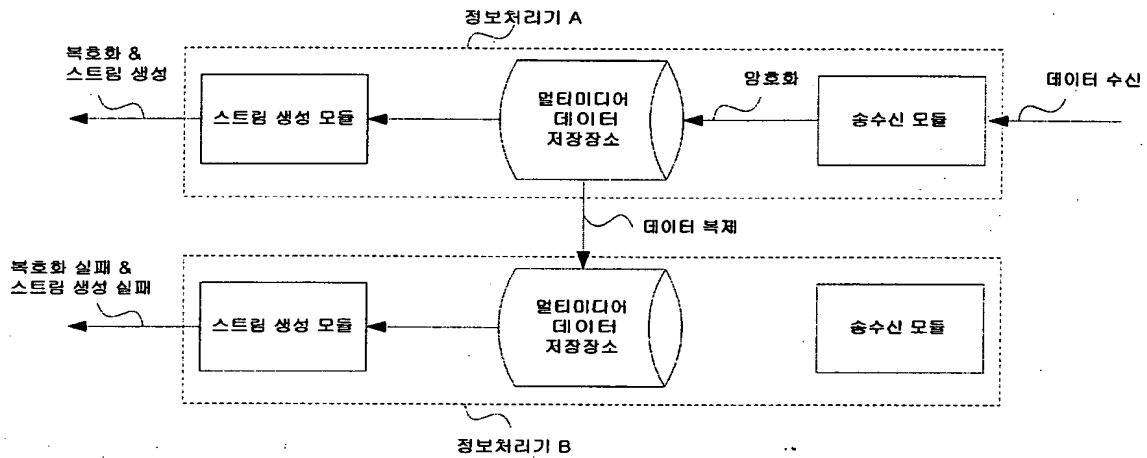 정보처리기 A
복호화 &
스트림 생성
스트림 생성 모듈
멀티미디어
데이터
저장장소
암호화
송수신 모듈
데이터 수신
데이터 복제
복호화 실패 &
스트림 생성 실패
스트림 생성 모듈
멀티미디어
데이터
저장장소
송수신 모듈
정보처리기 B